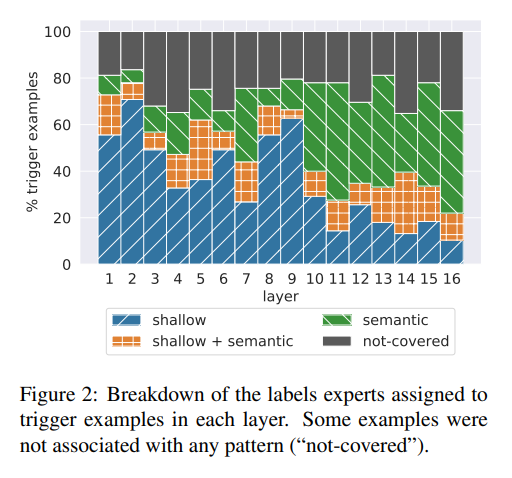 100
80
60
40
20
0
% trigger examples
1 2 3 4 5 6 7 8 9 10 11 12 13 14 15 16
layer
shallow
semantic
shallow + semantic
not-covered
Figure 2: Breakdown of the labels experts assigned to
trigger examples in each layer. Some examples were
not associated with any pattern (“not-covered”).